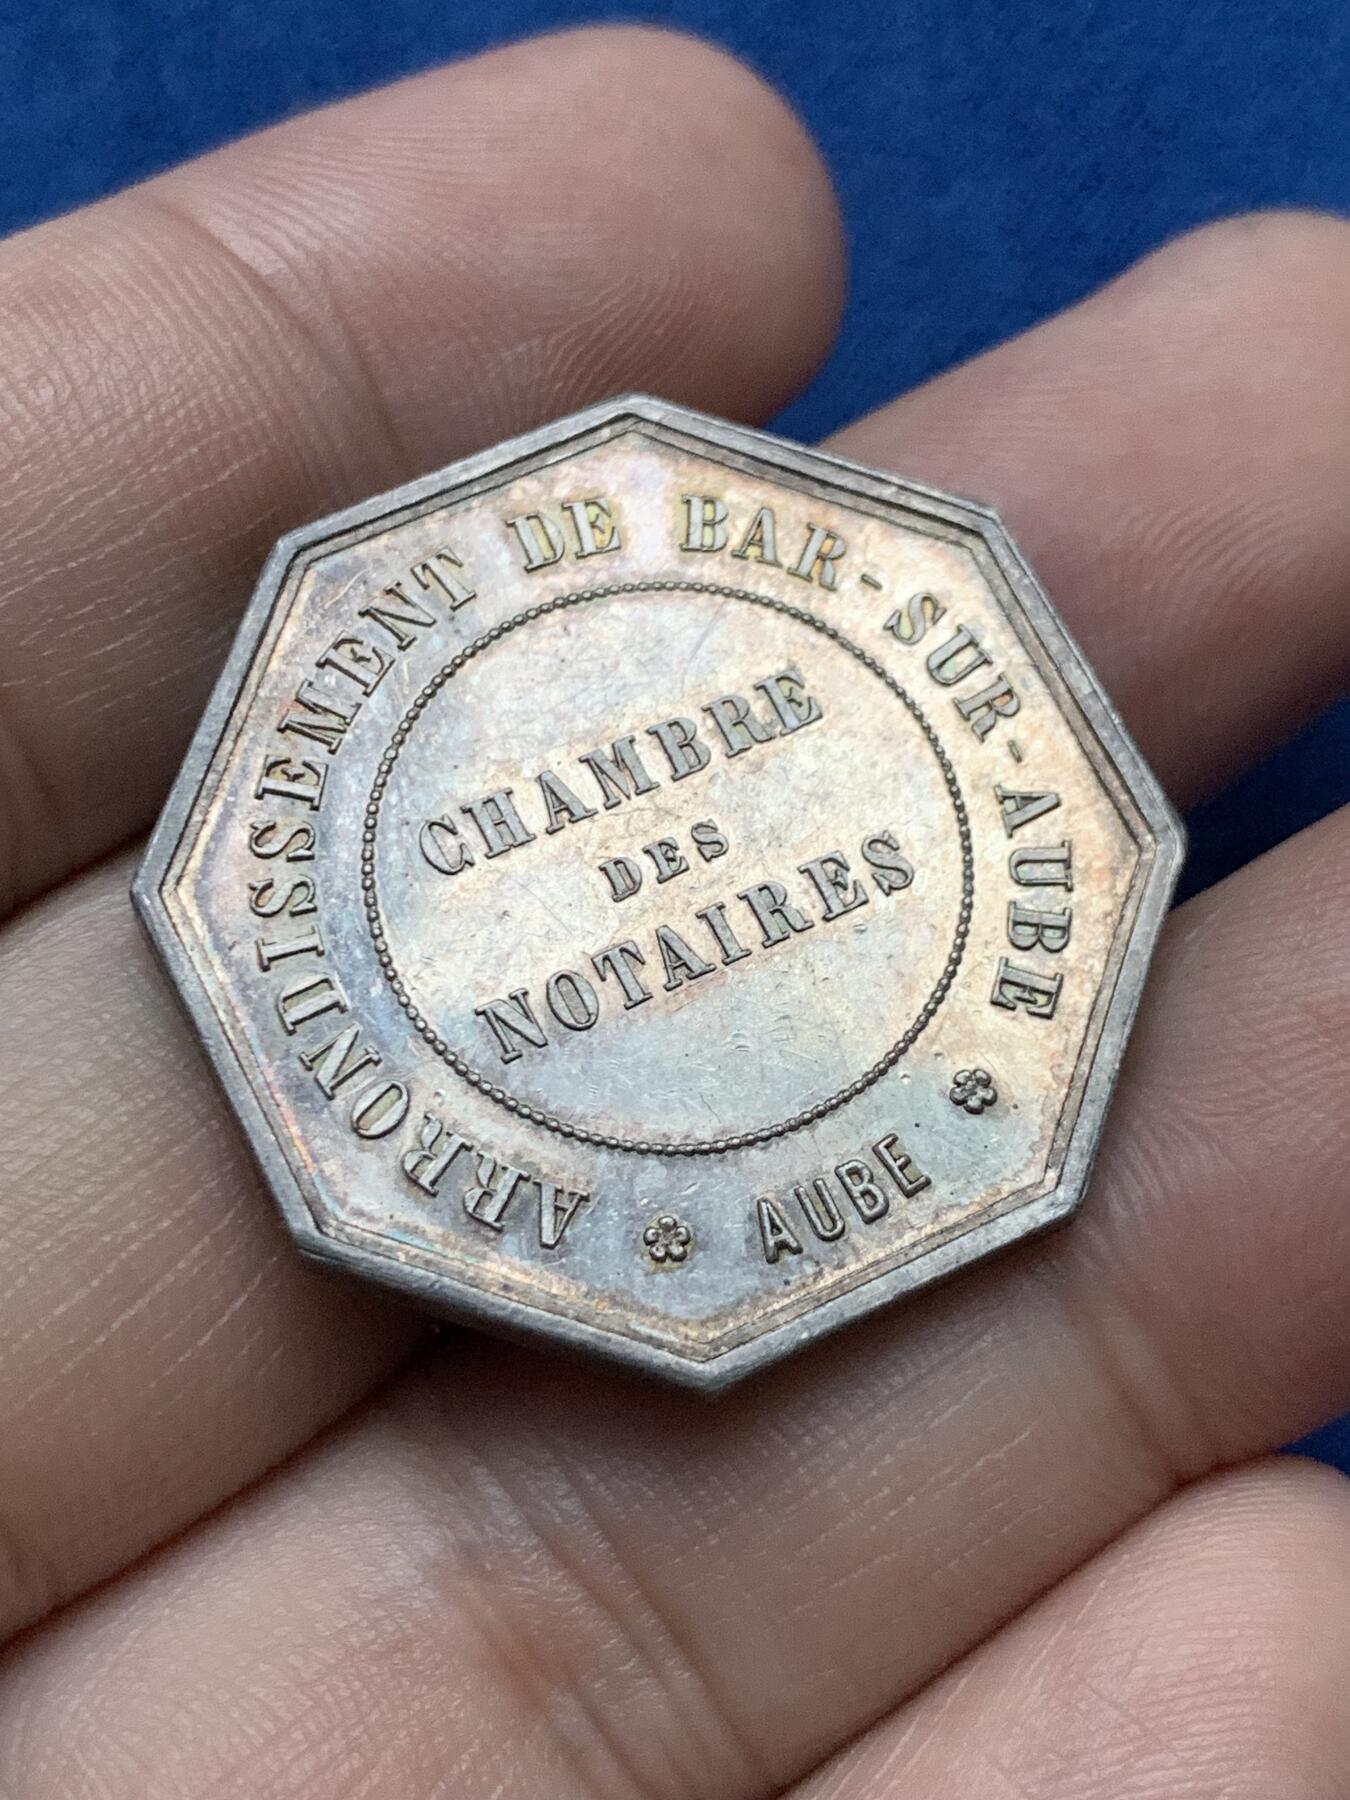 ARRONDISSEMENT DE BAR-SUR-AUBE
CHAMBRE
DES
NOTAIRES
AUBE